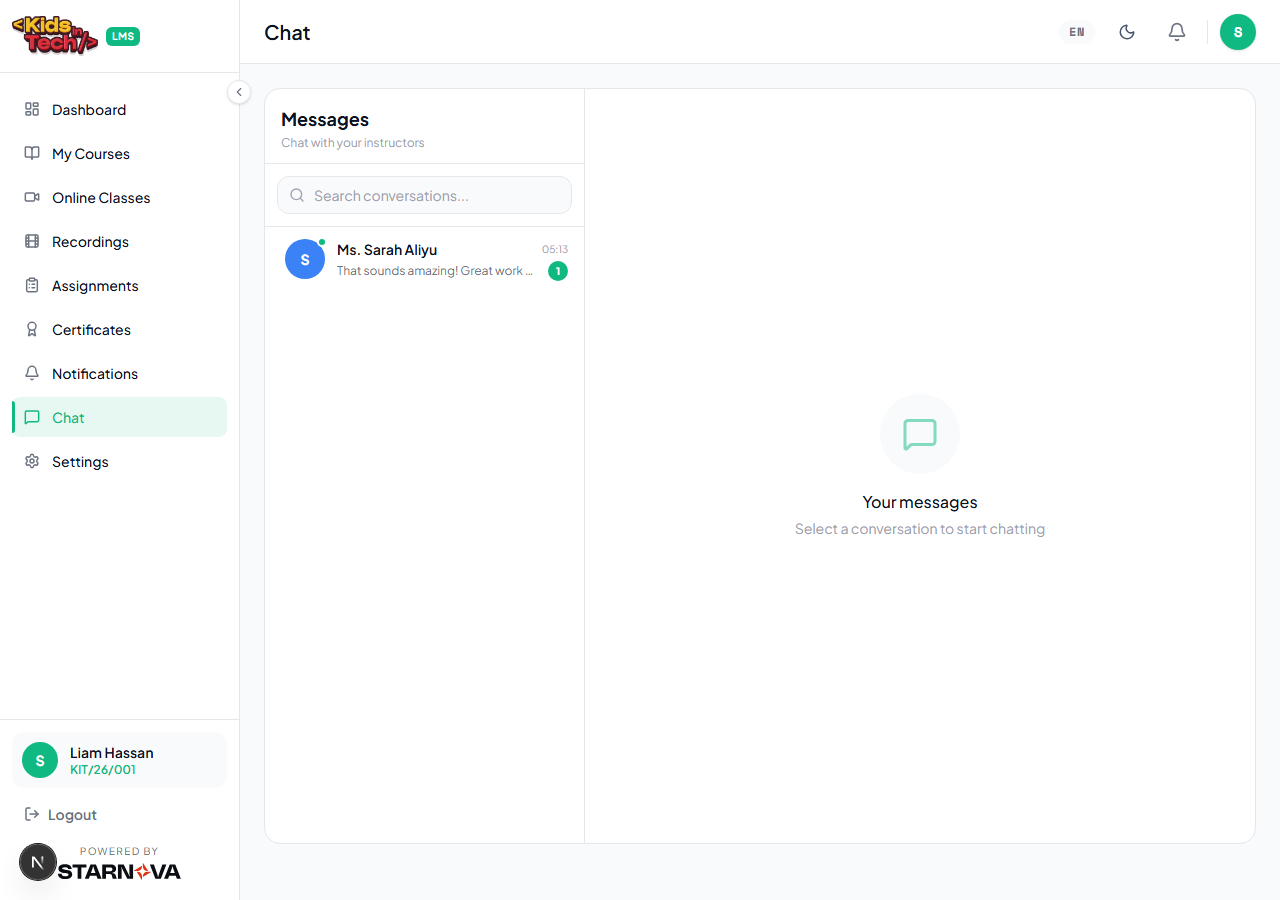 <Kids
in
Tech/>
LMS
Chat
EN
S
Dashboard
My Courses
Online Classes
Recordings
Assignments
Certificates
Notifications
Chat
Settings
Messages
Chat with your instructors
Search conversations...
S
Ms. Sarah Aliyu
05:13
That sounds amazing! Great work ...
1
Your messages
Select a conversation to start chatting
S
Liam Hassan
KIT/26/001
Logout
N
POWERED BY
STARNOVA